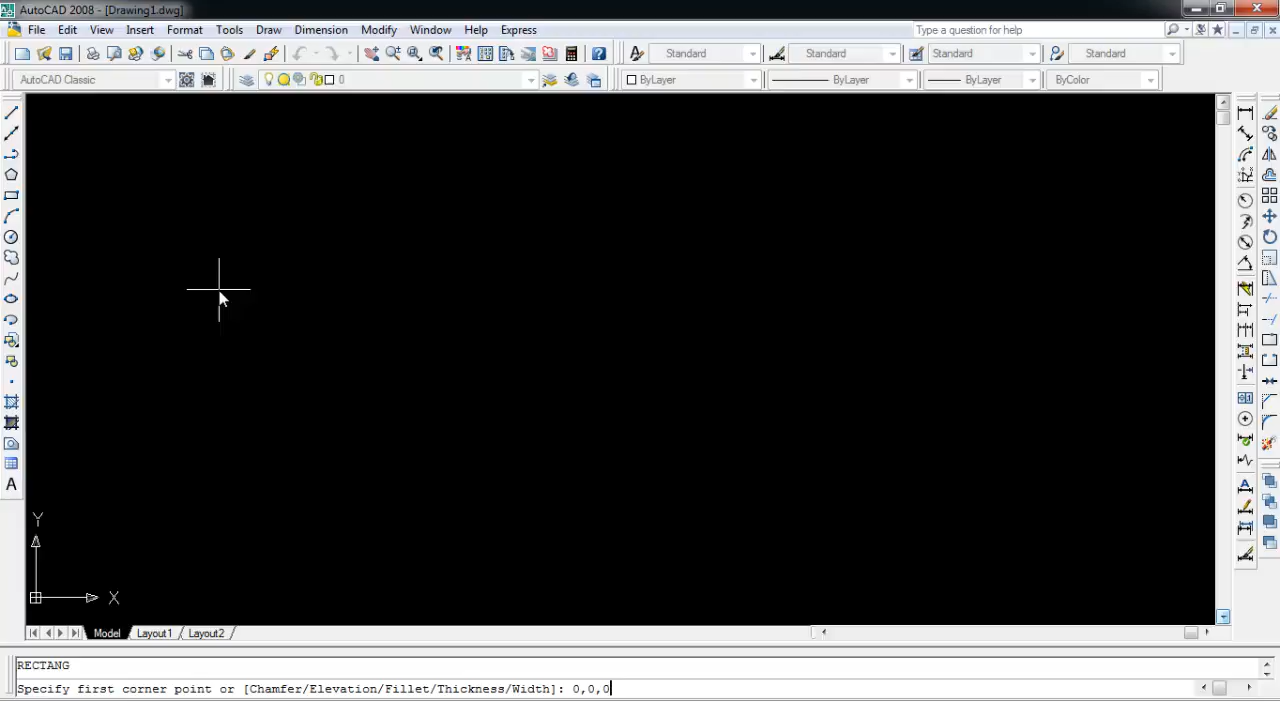 AutoCAD 2008 - [Drawing1.dwg]
File Edit View Insert Format Tools Draw Dimension Modify Window Help Express
Type a question for help
Standard Standard Standard Standard
AutoCAD Classic 0 ByLayer ByLayer ByLayer ByColor
A
Y
X
Model Layout1 Layout2
RECTANG
Specify first corner point or [Chamfer/Elevation/Fillet/Thickness/Width]: 0,0,0